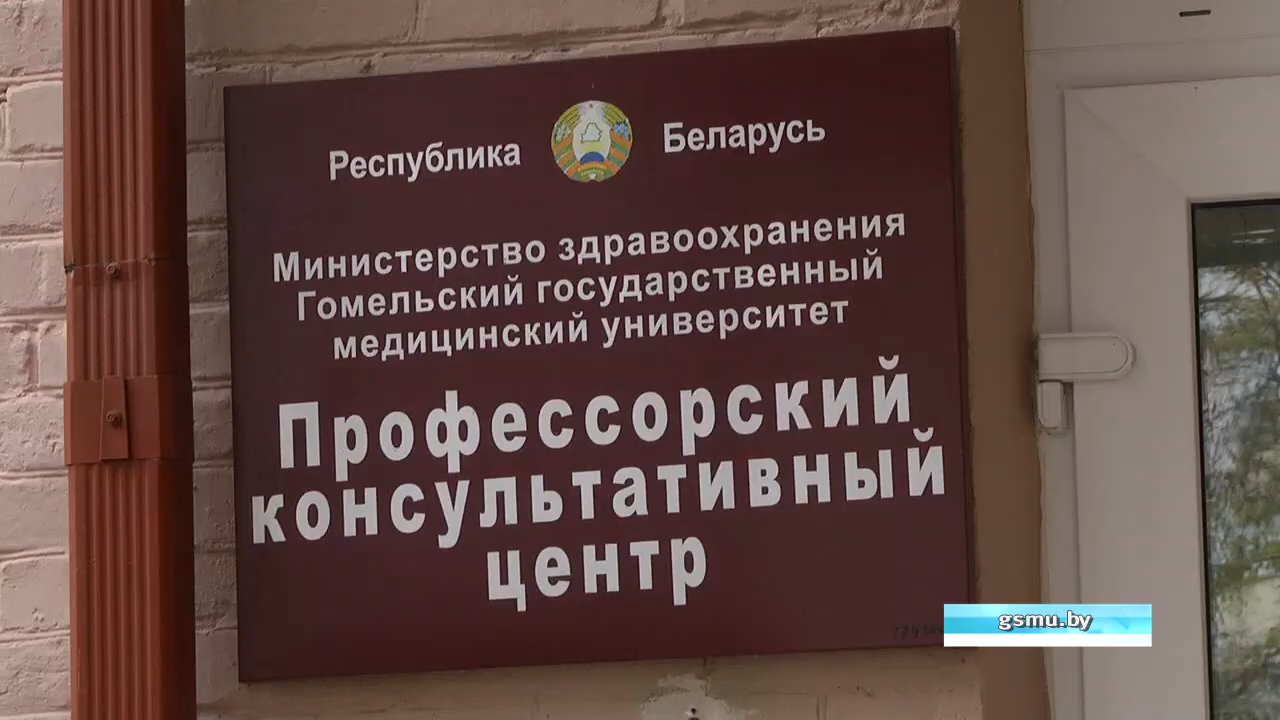 Республика Беларусь
Министерство здравоохранения
Гомельский государственный
медицинский университет
Профессорский
консультативный
центр
gsmu.by